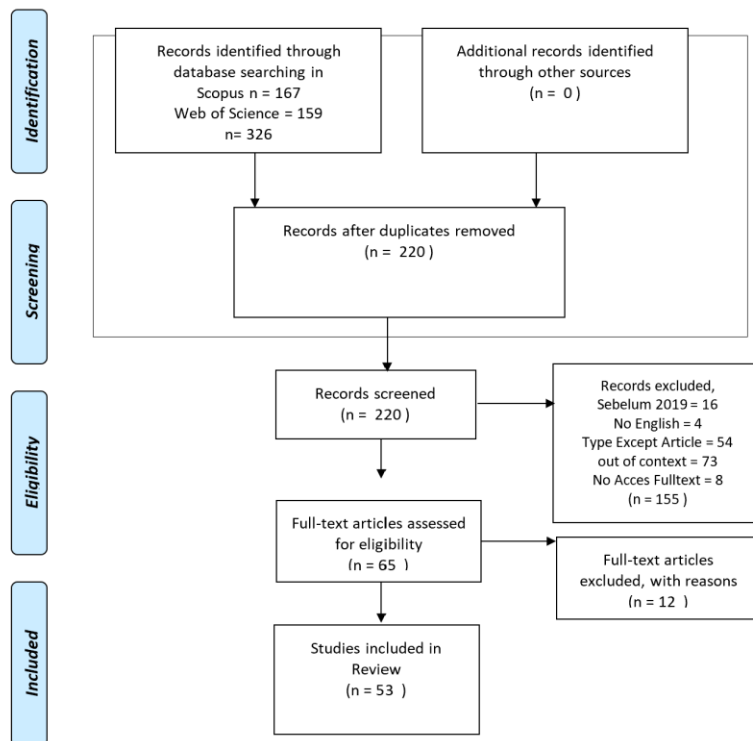 Identification
Records identified through
database searching in
Scopus n = 167
Web of Science = 159
n= 326
Additional records identified
through other sources
(n =  0 )
Screening
Records after duplicates removed
(n =  220 )
Eligibility
Records screened
(n =  220 )
Records excluded,
Sebelum 2019 = 16
No English = 4
Type Except Article = 54
out of context = 73
No Acces Fulltext = 8
(n = 155 )
Full-text articles assessed
for eligibility
(n = 65 )
Full-text articles
excluded, with reasons
(n = 12  )
Included
Studies included in
Review
(n = 53  )